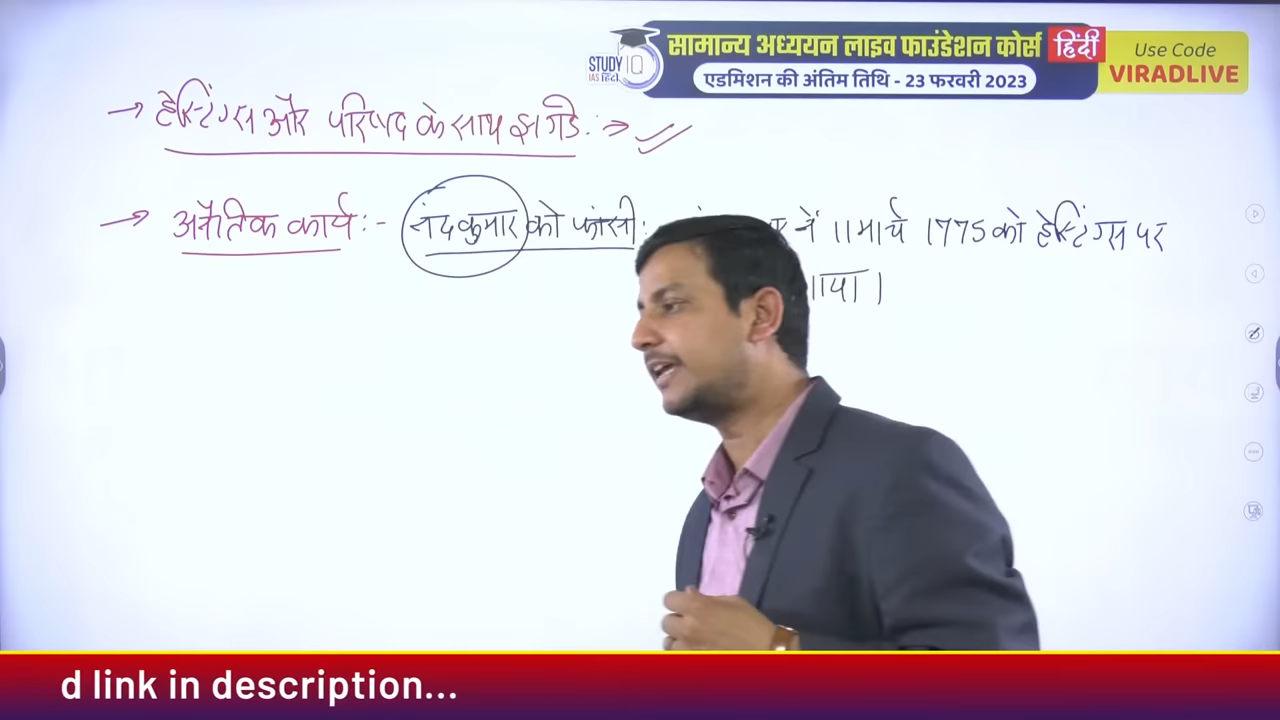 STUDY IQ
IAS हिंदी
सामान्य अध्ययन लाइव फाउंडेशन कोर्स हिंदी
एडमिशन की अंतिम तिथि - 23 फरवरी 2023
Use Code
VIRADLIVE
→ हेस्टिंग्स और परिषद के साथ झगडे :→
→ अनैतिक कार्य :- नंदकुमार को फांसी : नें 11 मार्च 1775 को हेस्टिंग्स पर
।
d link in description...